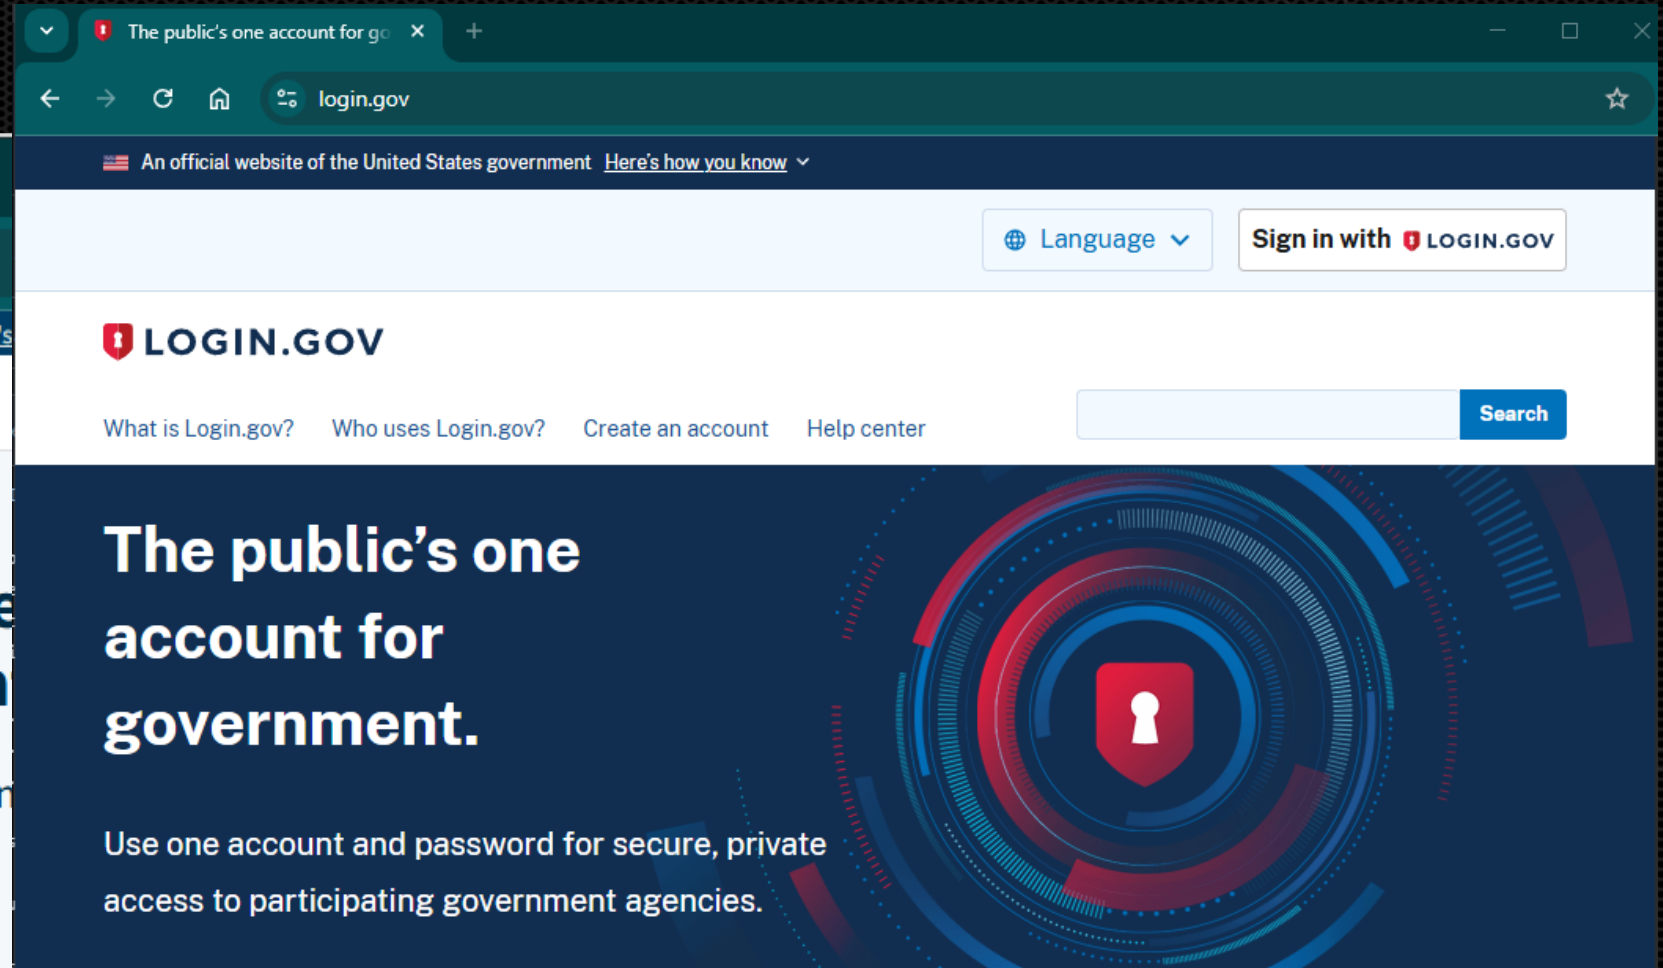 The public's one account for go
login.gov
An official website of the United States government Here's how you know
Language
Sign in with LOGIN.GOV
LOGIN.GOV
What is Login.gov? Who uses Login.gov? Create an account Help center
Search
The public's one
account for
government.
Use one account and password for secure, private
access to participating government agencies.